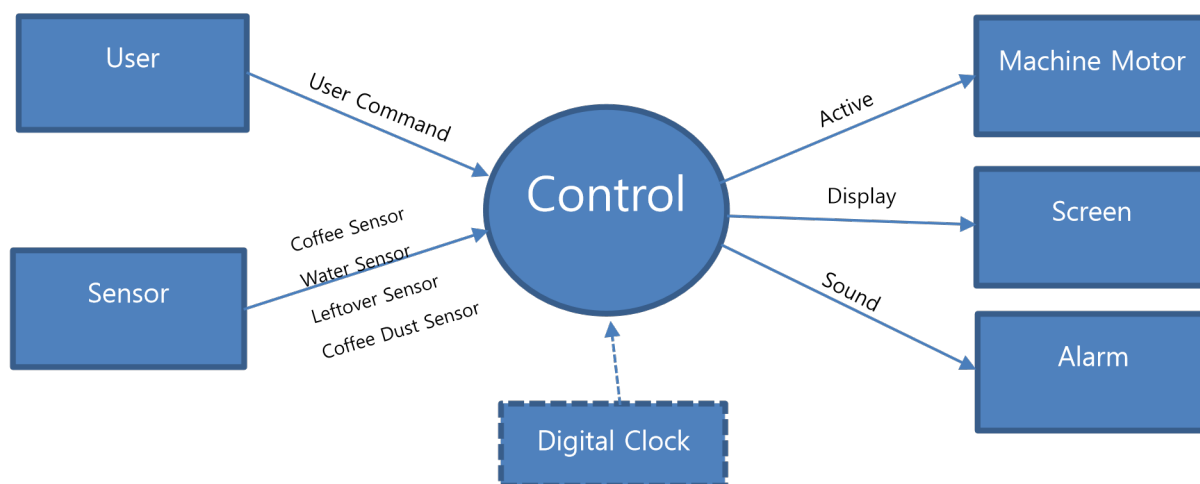 User
User Command
Sensor
Coffee Sensor
Water Sensor
Leftover Sensor
Coffee Dust Sensor
Control
Digital Clock
Active
Machine Motor
Display
Screen
Sound
Alarm